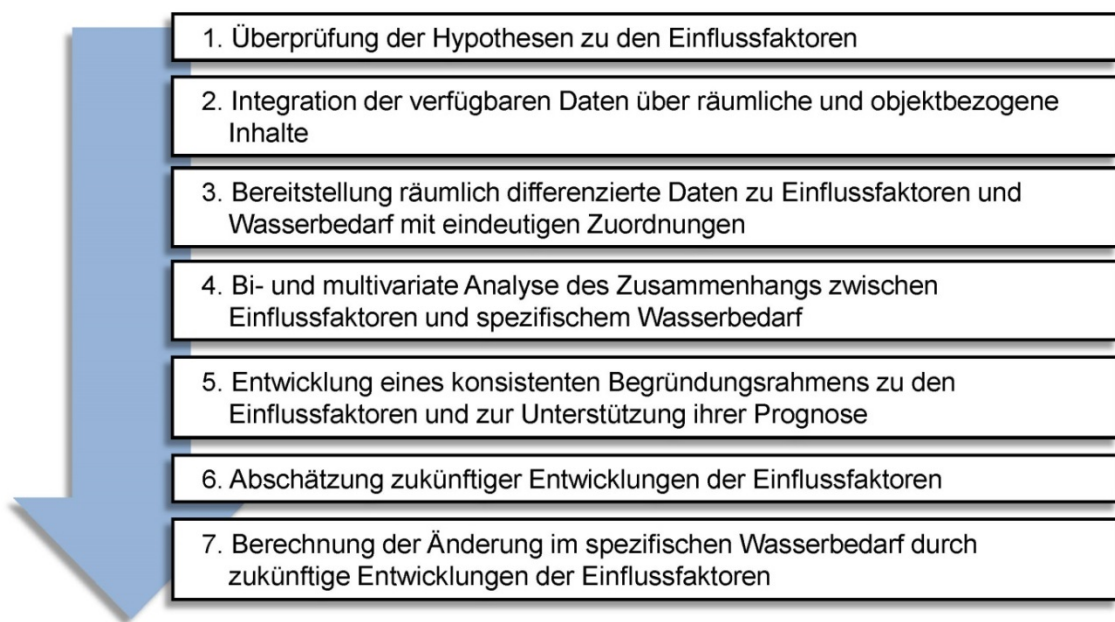 1. Überprüfung der Hypothesen zu den Einflussfaktoren
2. Integration der verfügbaren Daten über räumliche und objektbezogene
Inhalte
3. Bereitstellung räumlich differenzierte Daten zu Einflussfaktoren und
Wasserbedarf mit eindeutigen Zuordnungen
4. Bi- und multivariate Analyse des Zusammenhangs zwischen
Einflussfaktoren und spezifischem Wasserbedarf
5. Entwicklung eines konsistenten Begründungsrahmens zu den
Einflussfaktoren und zur Unterstützung ihrer Prognose
6. Abschätzung zukünftiger Entwicklungen der Einflussfaktoren
7. Berechnung der Änderung im spezifischen Wasserbedarf durch
zukünftige Entwicklungen der Einflussfaktoren